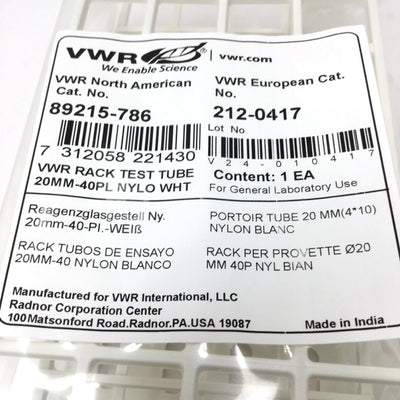 VWR® | vwr.com
We Enable Science
VWR North American
Cat. No.
89215-786
VWR European Cat.
No.
212-0417
Lot No.
7 312058 221430
V24-010417
VWR RACK TEST TUBE
20MM-40PL NYLO WHT
Content: 1 EA
For General Laboratory Use
Reagenzglasgestell Ny.
20mm-40-Pl.-WEIß
PORTOIR TUBE 20 MM(4*10)
NYLON BLANC
RACK TUBOS DE ENSAYO
20MM-40 NYLON BLANCO
RACK PER PROVETTE Ø20
MM 40P NYL BIAN
Manufactured for VWR International, LLC
Radnor Corporation Center
100Matsonford Road.Radnor.PA.USA 19087
Made in India